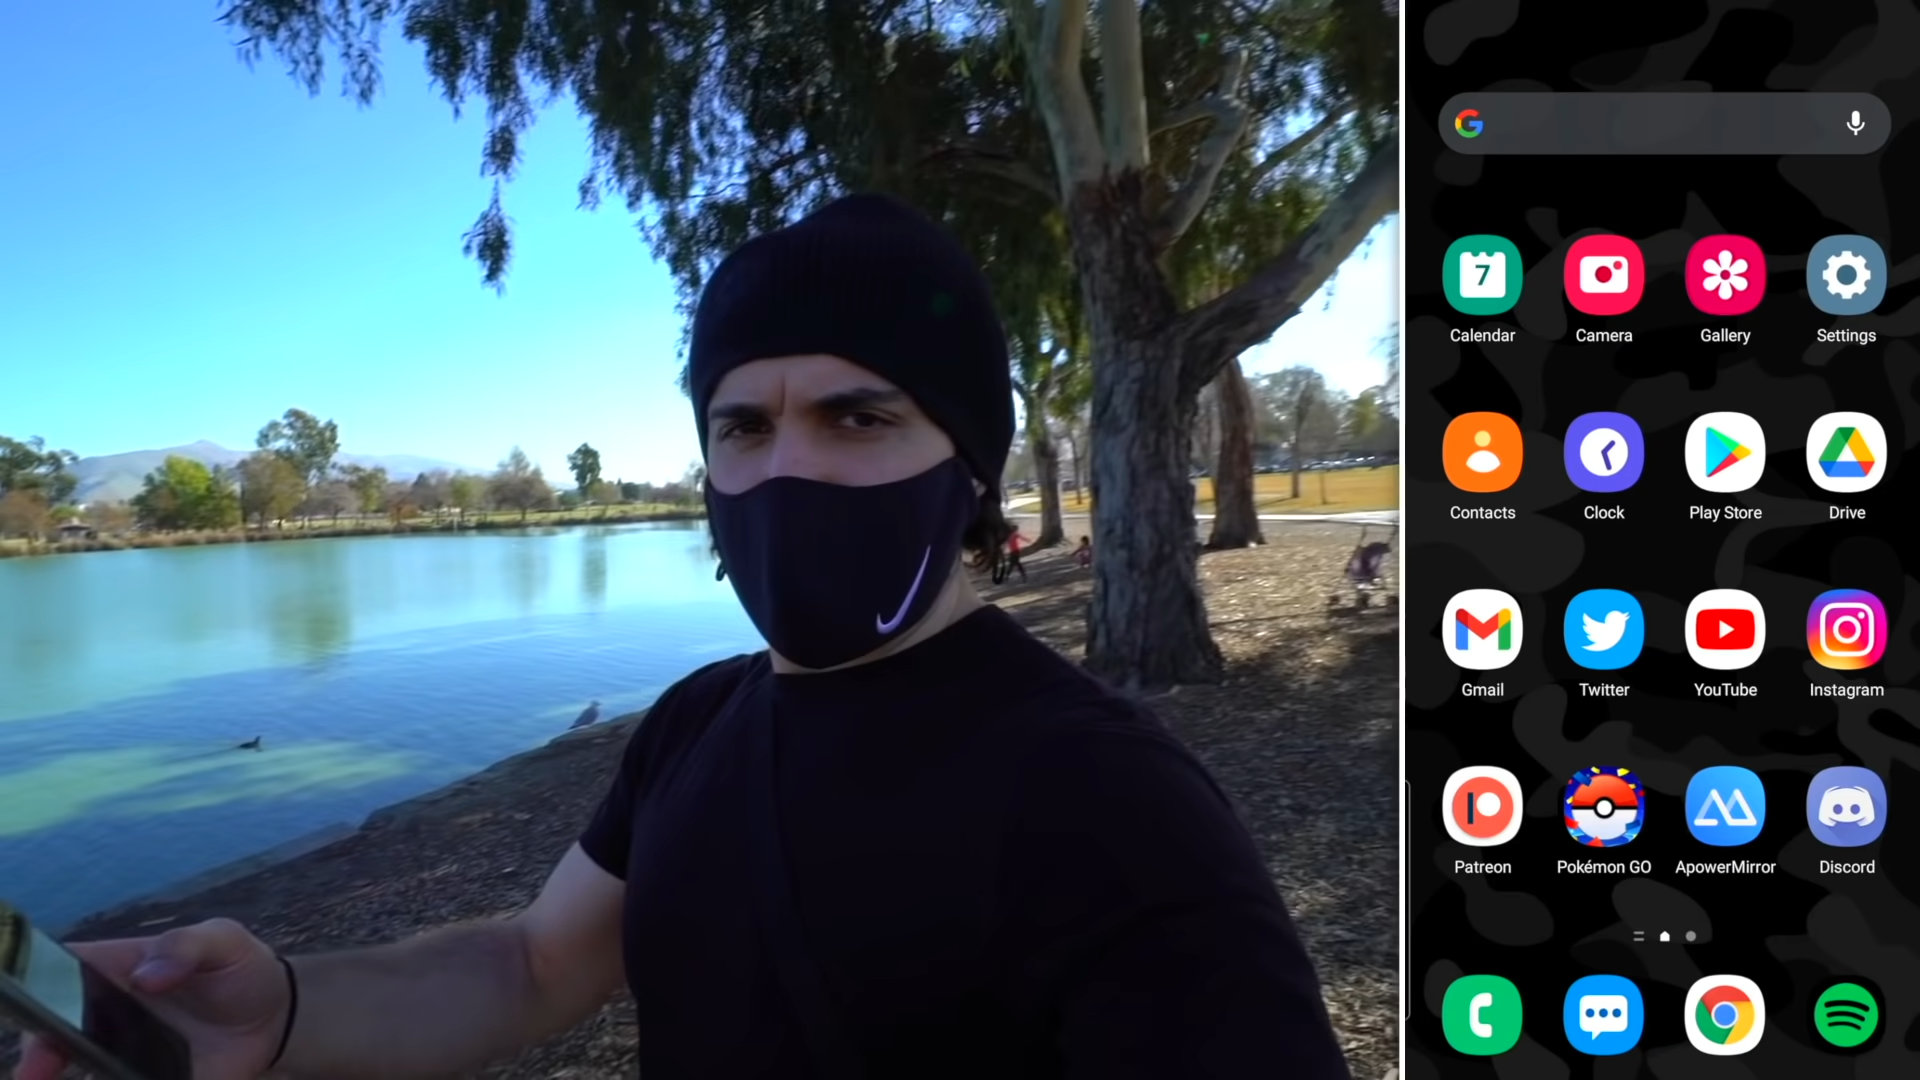 7
Calendar Camera Gallery Settings
Contacts Clock Play Store Drive
Gmail Twitter YouTube Instagram
Patreon Pokémon GO ApowerMirror Discord